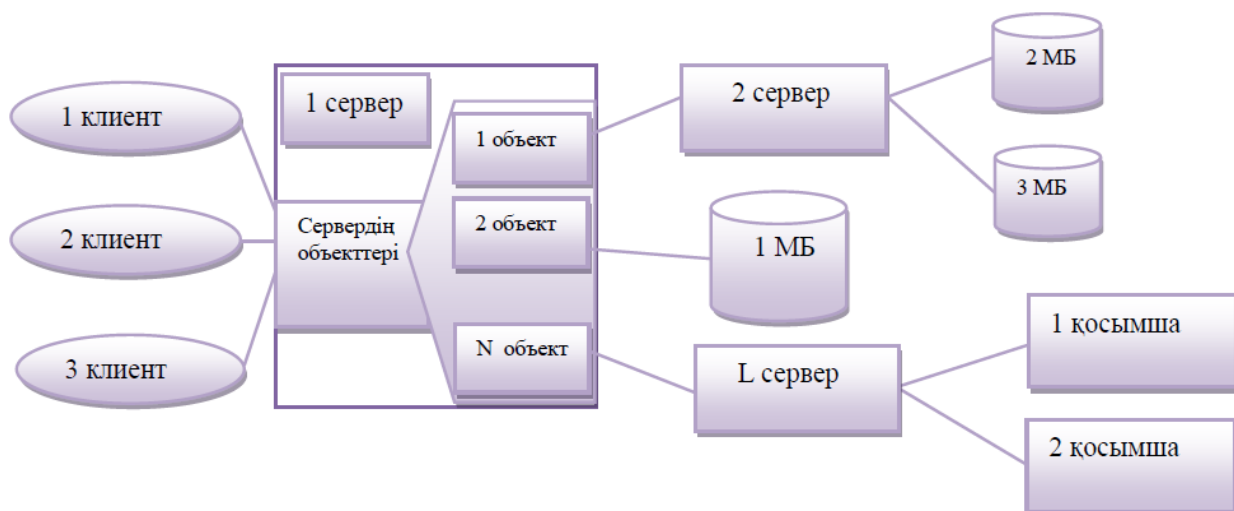 1 клиент
2 клиент
3 клиент
1 сервер
Сервердің
объекттері
1 объект
2 объект
N объект
2 сервер
1 МБ
L сервер
2 МБ
3 МБ
1 қосымша
2 қосымша